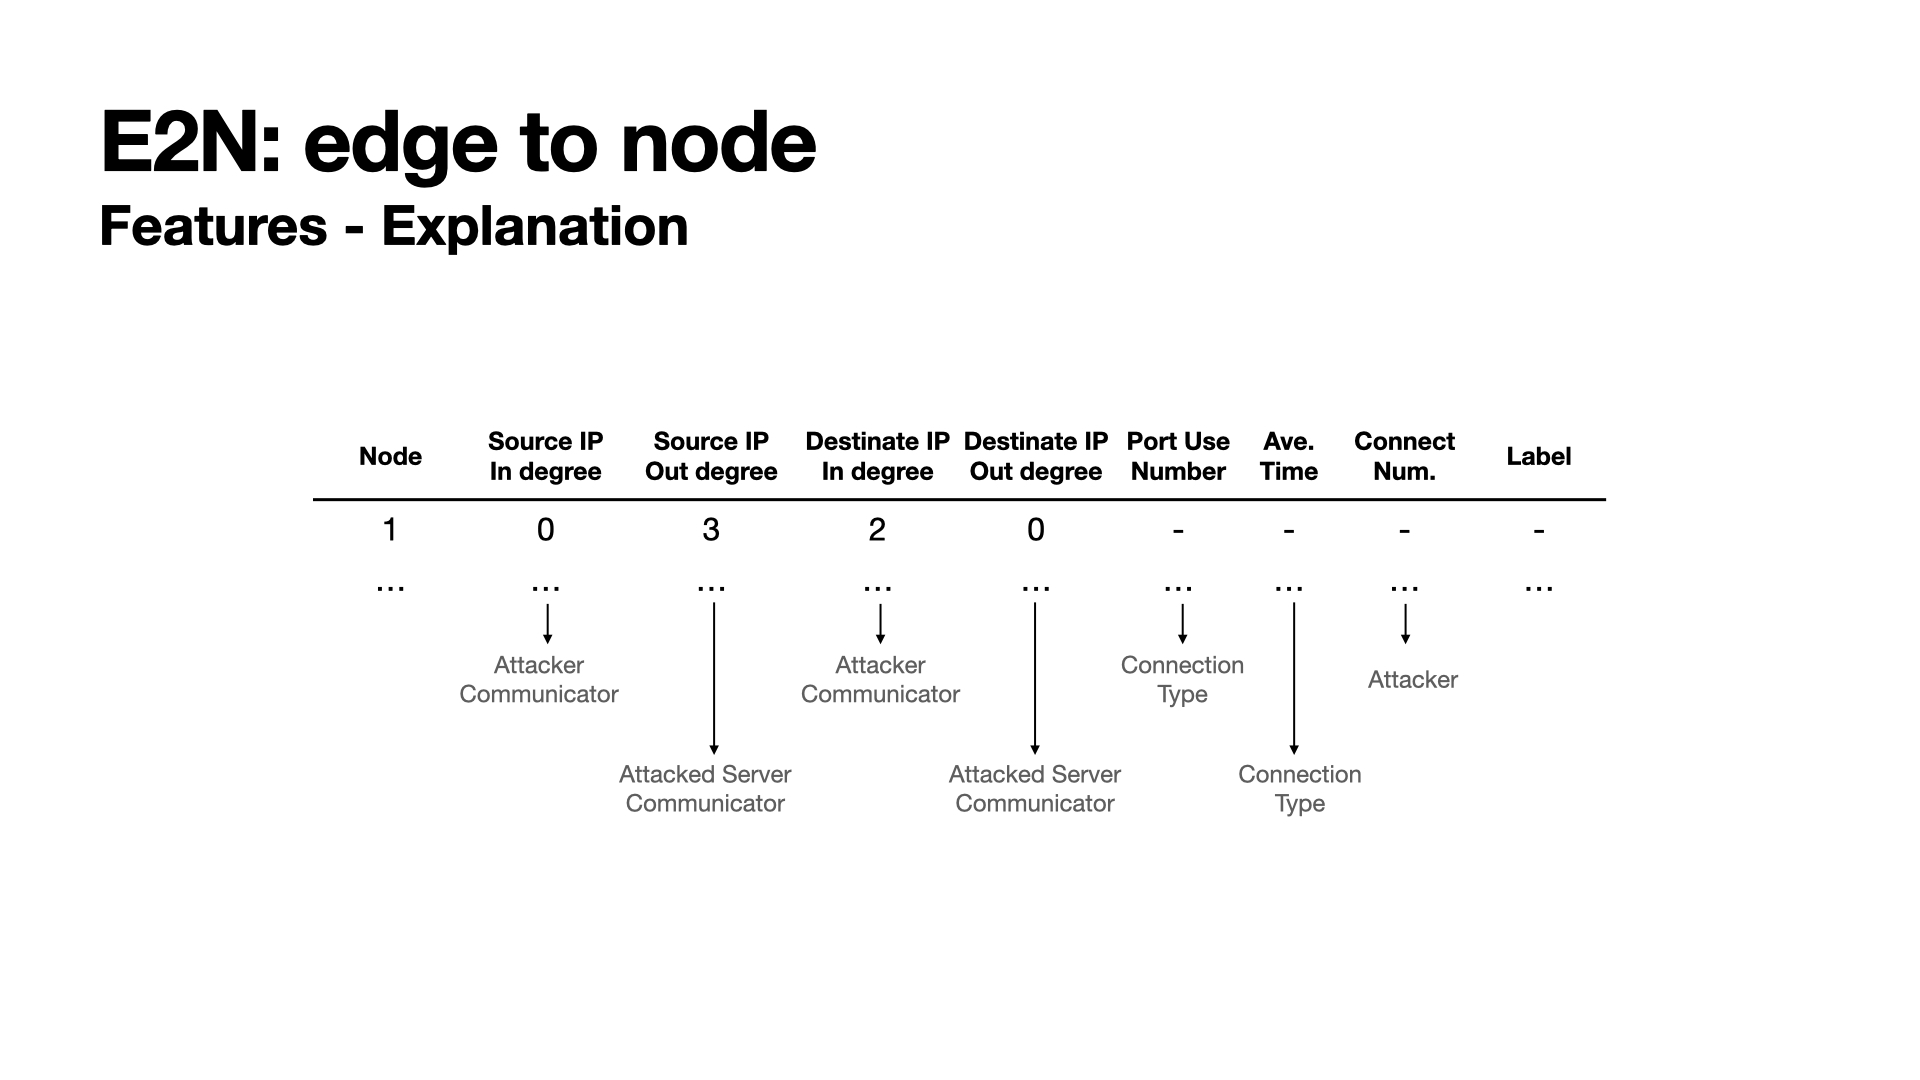 E2N: edge to node
Features - Explanation
Node Source IP In degree Source IP Out degree Destinate IP In degree Destinate IP Out degree Port Use Number Ave. Time Connect Num. Label
1 0 3 2 0 - - - -
... ... ... ... ... ... ... ... ...
Attacker Communicator Attacker Communicator Connection Type Attacker
Attacked Server Communicator Attacked Server Communicator Connection Type